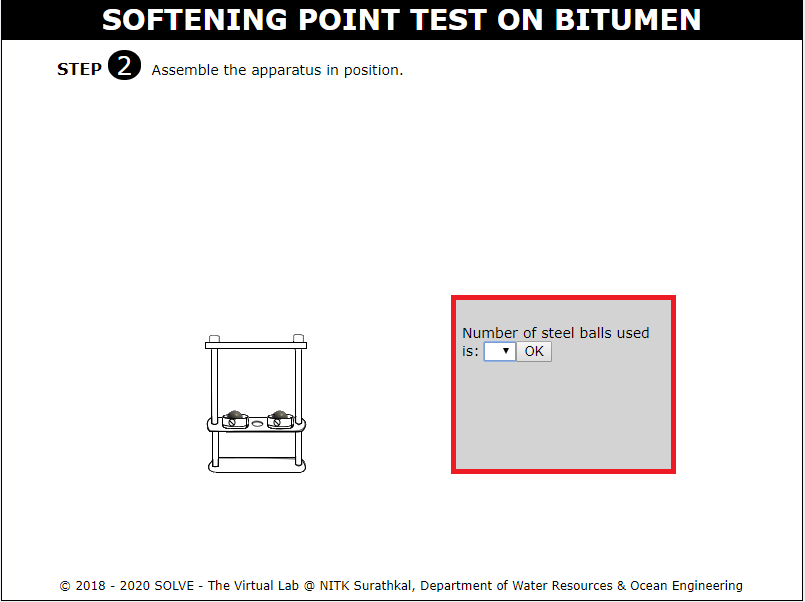 SOFTENING POINT TEST ON BITUMEN
STEP 2 Assemble the apparatus in position.
Number of steel balls used
is: OK
© 2018 - 2020 SOLVE - The Virtual Lab @ NITK Surathkal, Department of Water Resources & Ocean Engineering